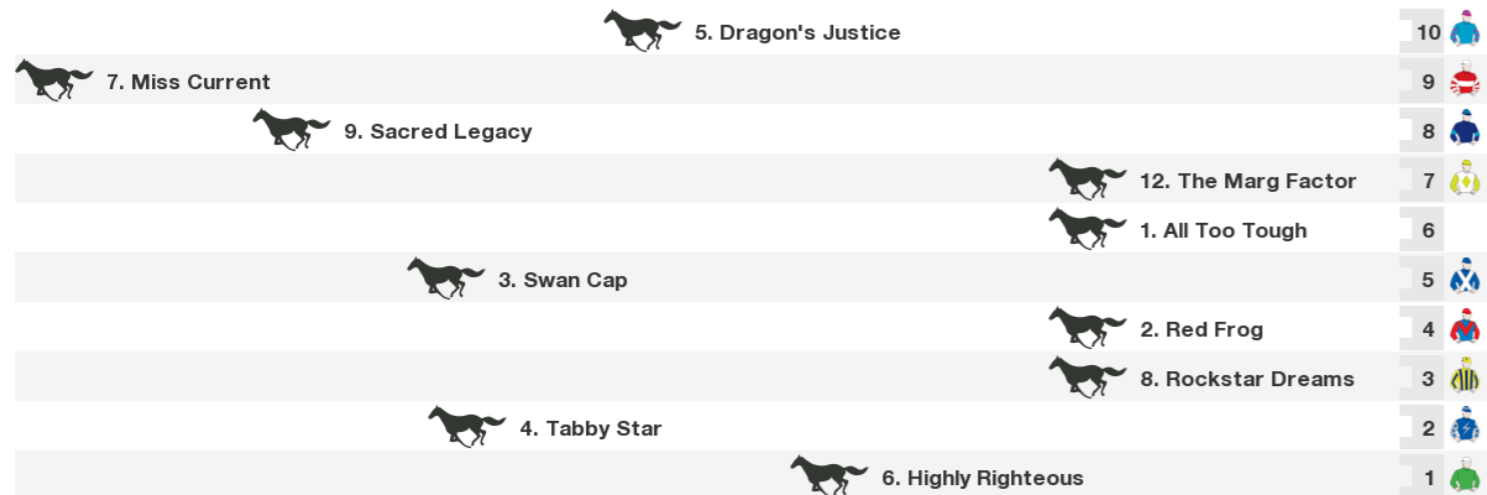 5. Dragon's Justice 10
7. Miss Current 9
9. Sacred Legacy 8
12. The Marg Factor 7
1. All Too Tough 6
3. Swan Cap 5
2. Red Frog 4
8. Rockstar Dreams 3
4. Tabby Star 2
6. Highly Righteous 1